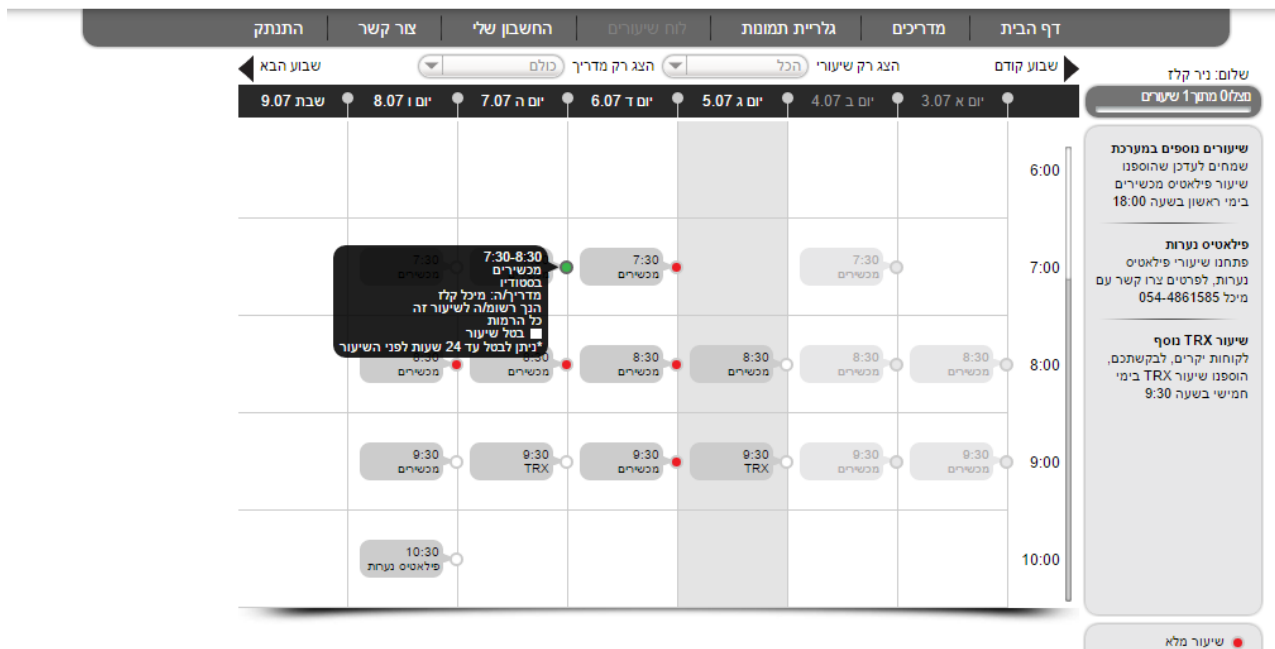 דף הבית
מדריכים
גלריית תמונות
לוח שיעורים
החשבון שלי
צור קשר
התנתק
שבוע קודם
הצג רק שיעורי
הכל
הצג רק מדריך
כולם
שבוע הבא
שלום: ניר קלז
נוצלו 0 מתוך 1 שיעורים
יום א 3.07
יום ב 4.07
יום ג 5.07
יום ד 6.07
יום ה 7.07
יום ו 8.07
שבת 9.07
שיעורים נוספים במערכת
שמחים לעדכן שהוספנו
שיעור פילאטיס מכשירים
בימי ראשון בשעה 18:00
פילאטיס נערות
פתחנו שיעורי פילאטיס
נערות, לפרטים צרו קשר עם
מיכל 054-4861585
שיעור TRX נוסף
לקוחות יקרים, לבקשתכם,
הוספנו שיעור TRX בימי
חמישי בשעה 9:30
שיעור מלא
6:00
7:00
7:30
מכשירים
7:30
מכשירים
7:30-8:30
מכשירים
בסטודיו
מדריך/ה: מיכל קלז
הנך רשומ/ה לשיעור זה
כל הרמות
בטל שיעור
*ניתן לבטל עד 24 שעות לפני השיעור
7:30
מכשירים
8:00
8:30
מכשירים
8:30
מכשירים
8:30
מכשירים
8:30
מכשירים
8:30
מכשירים
8:30
מכשירים
9:00
9:30
מכשירים
9:30
מכשירים
9:30
TRX
9:30
מכשירים
9:30
TRX
9:30
מכשירים
10:00
10:30
פילאטיס נערות